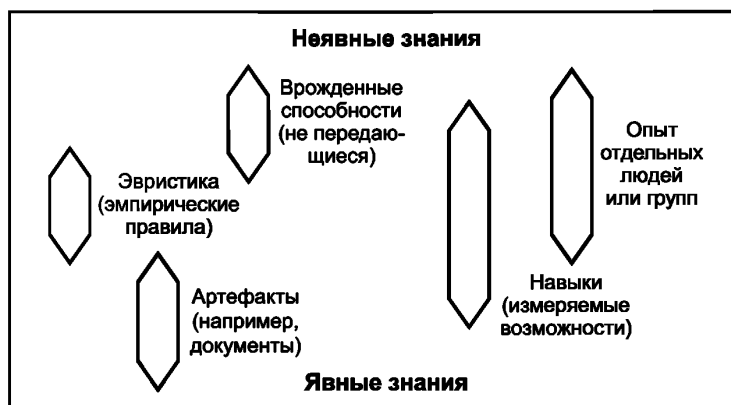 Неявные знания
Врожденные
способности
(не передаю-
щиеся)
Опыт
отдельных
людей
или групп
Эвристика
(эмпирические
правила)
Артефакты
(например,
документы)
Навыки
(измеряемые
возможности)
Явные знания